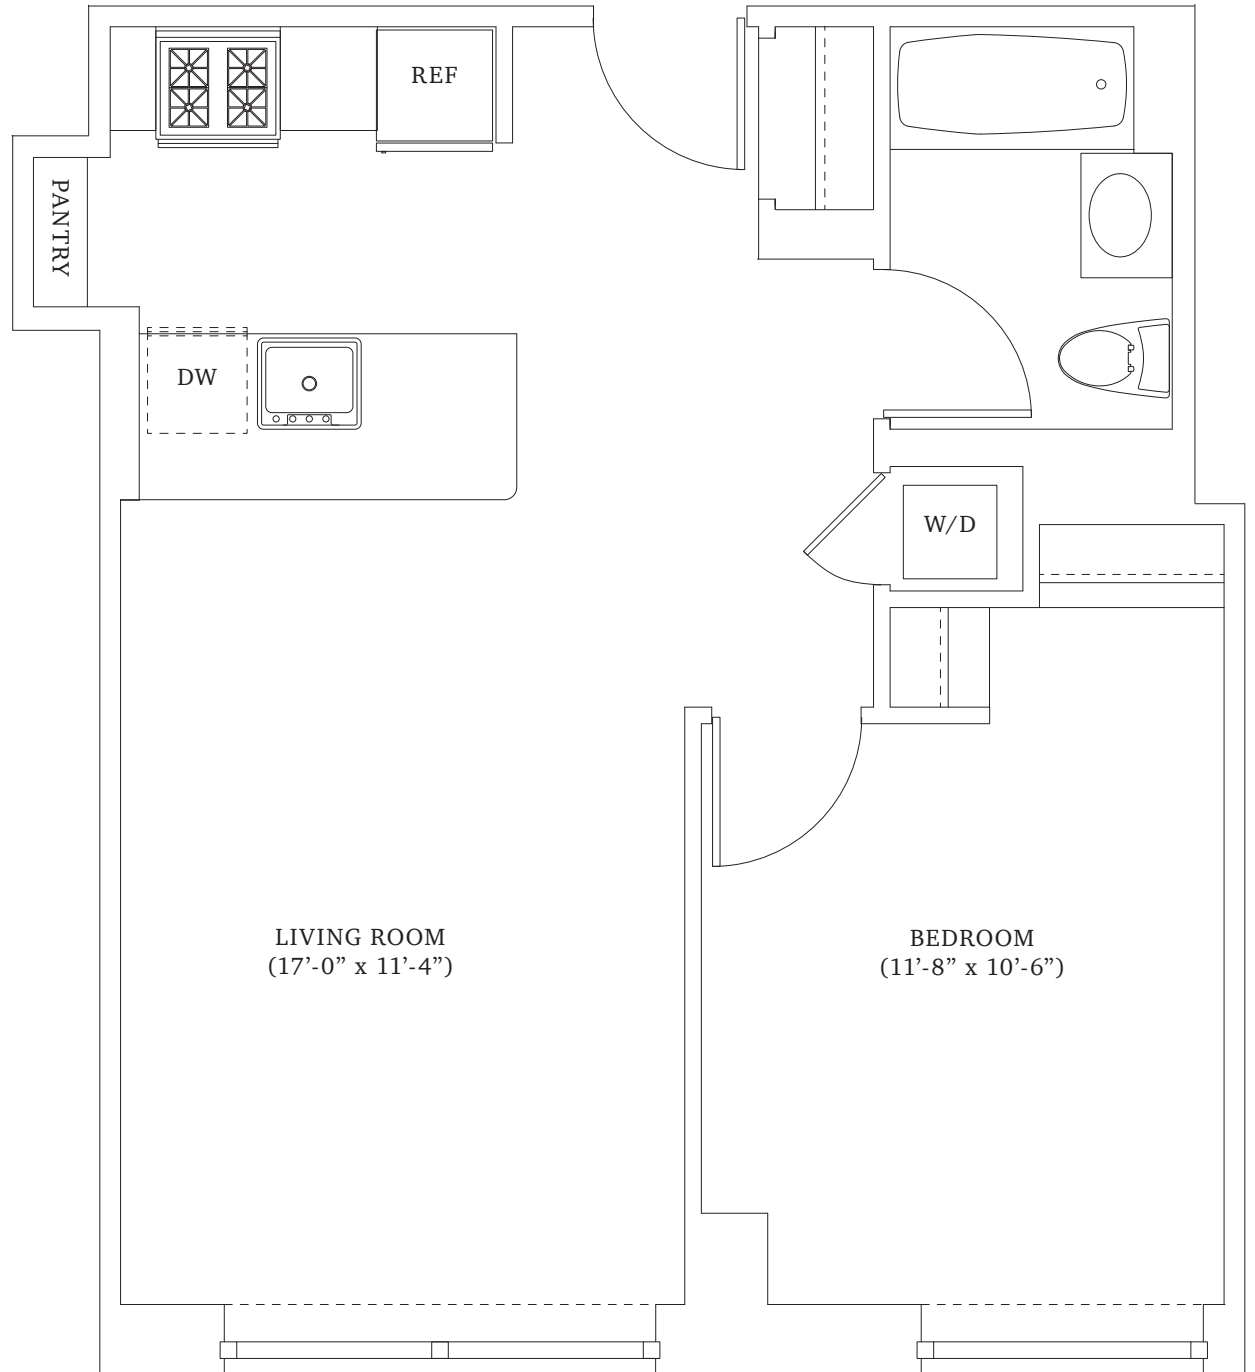 REF
PANTRY
DW
W/D
LIVING ROOM
(17’-0” x 11’-4”)
BEDROOM
(11’-8” x 10’-6”)